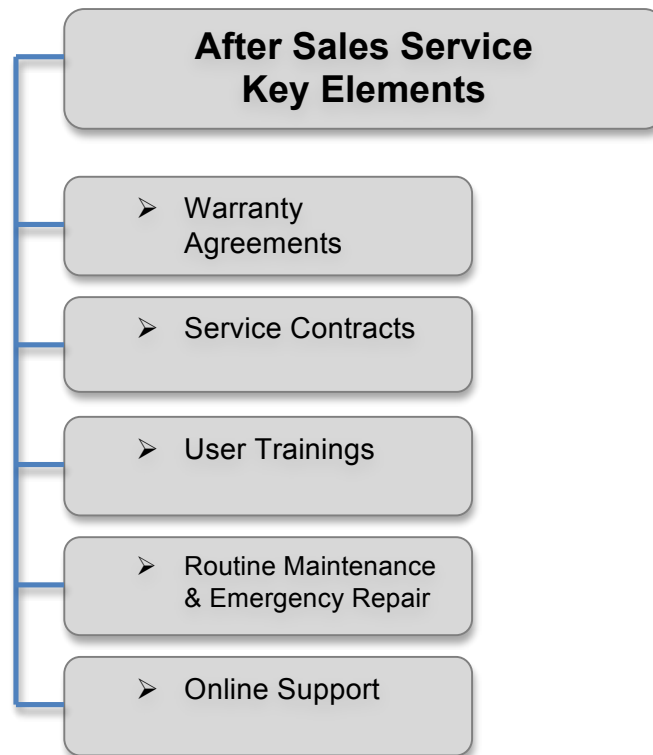 After Sales Service
Key Elements
➢ Warranty
Agreements
➢ Service Contracts
➢ User Trainings
➢ Routine Maintenance
& Emergency Repair
➢ Online Support